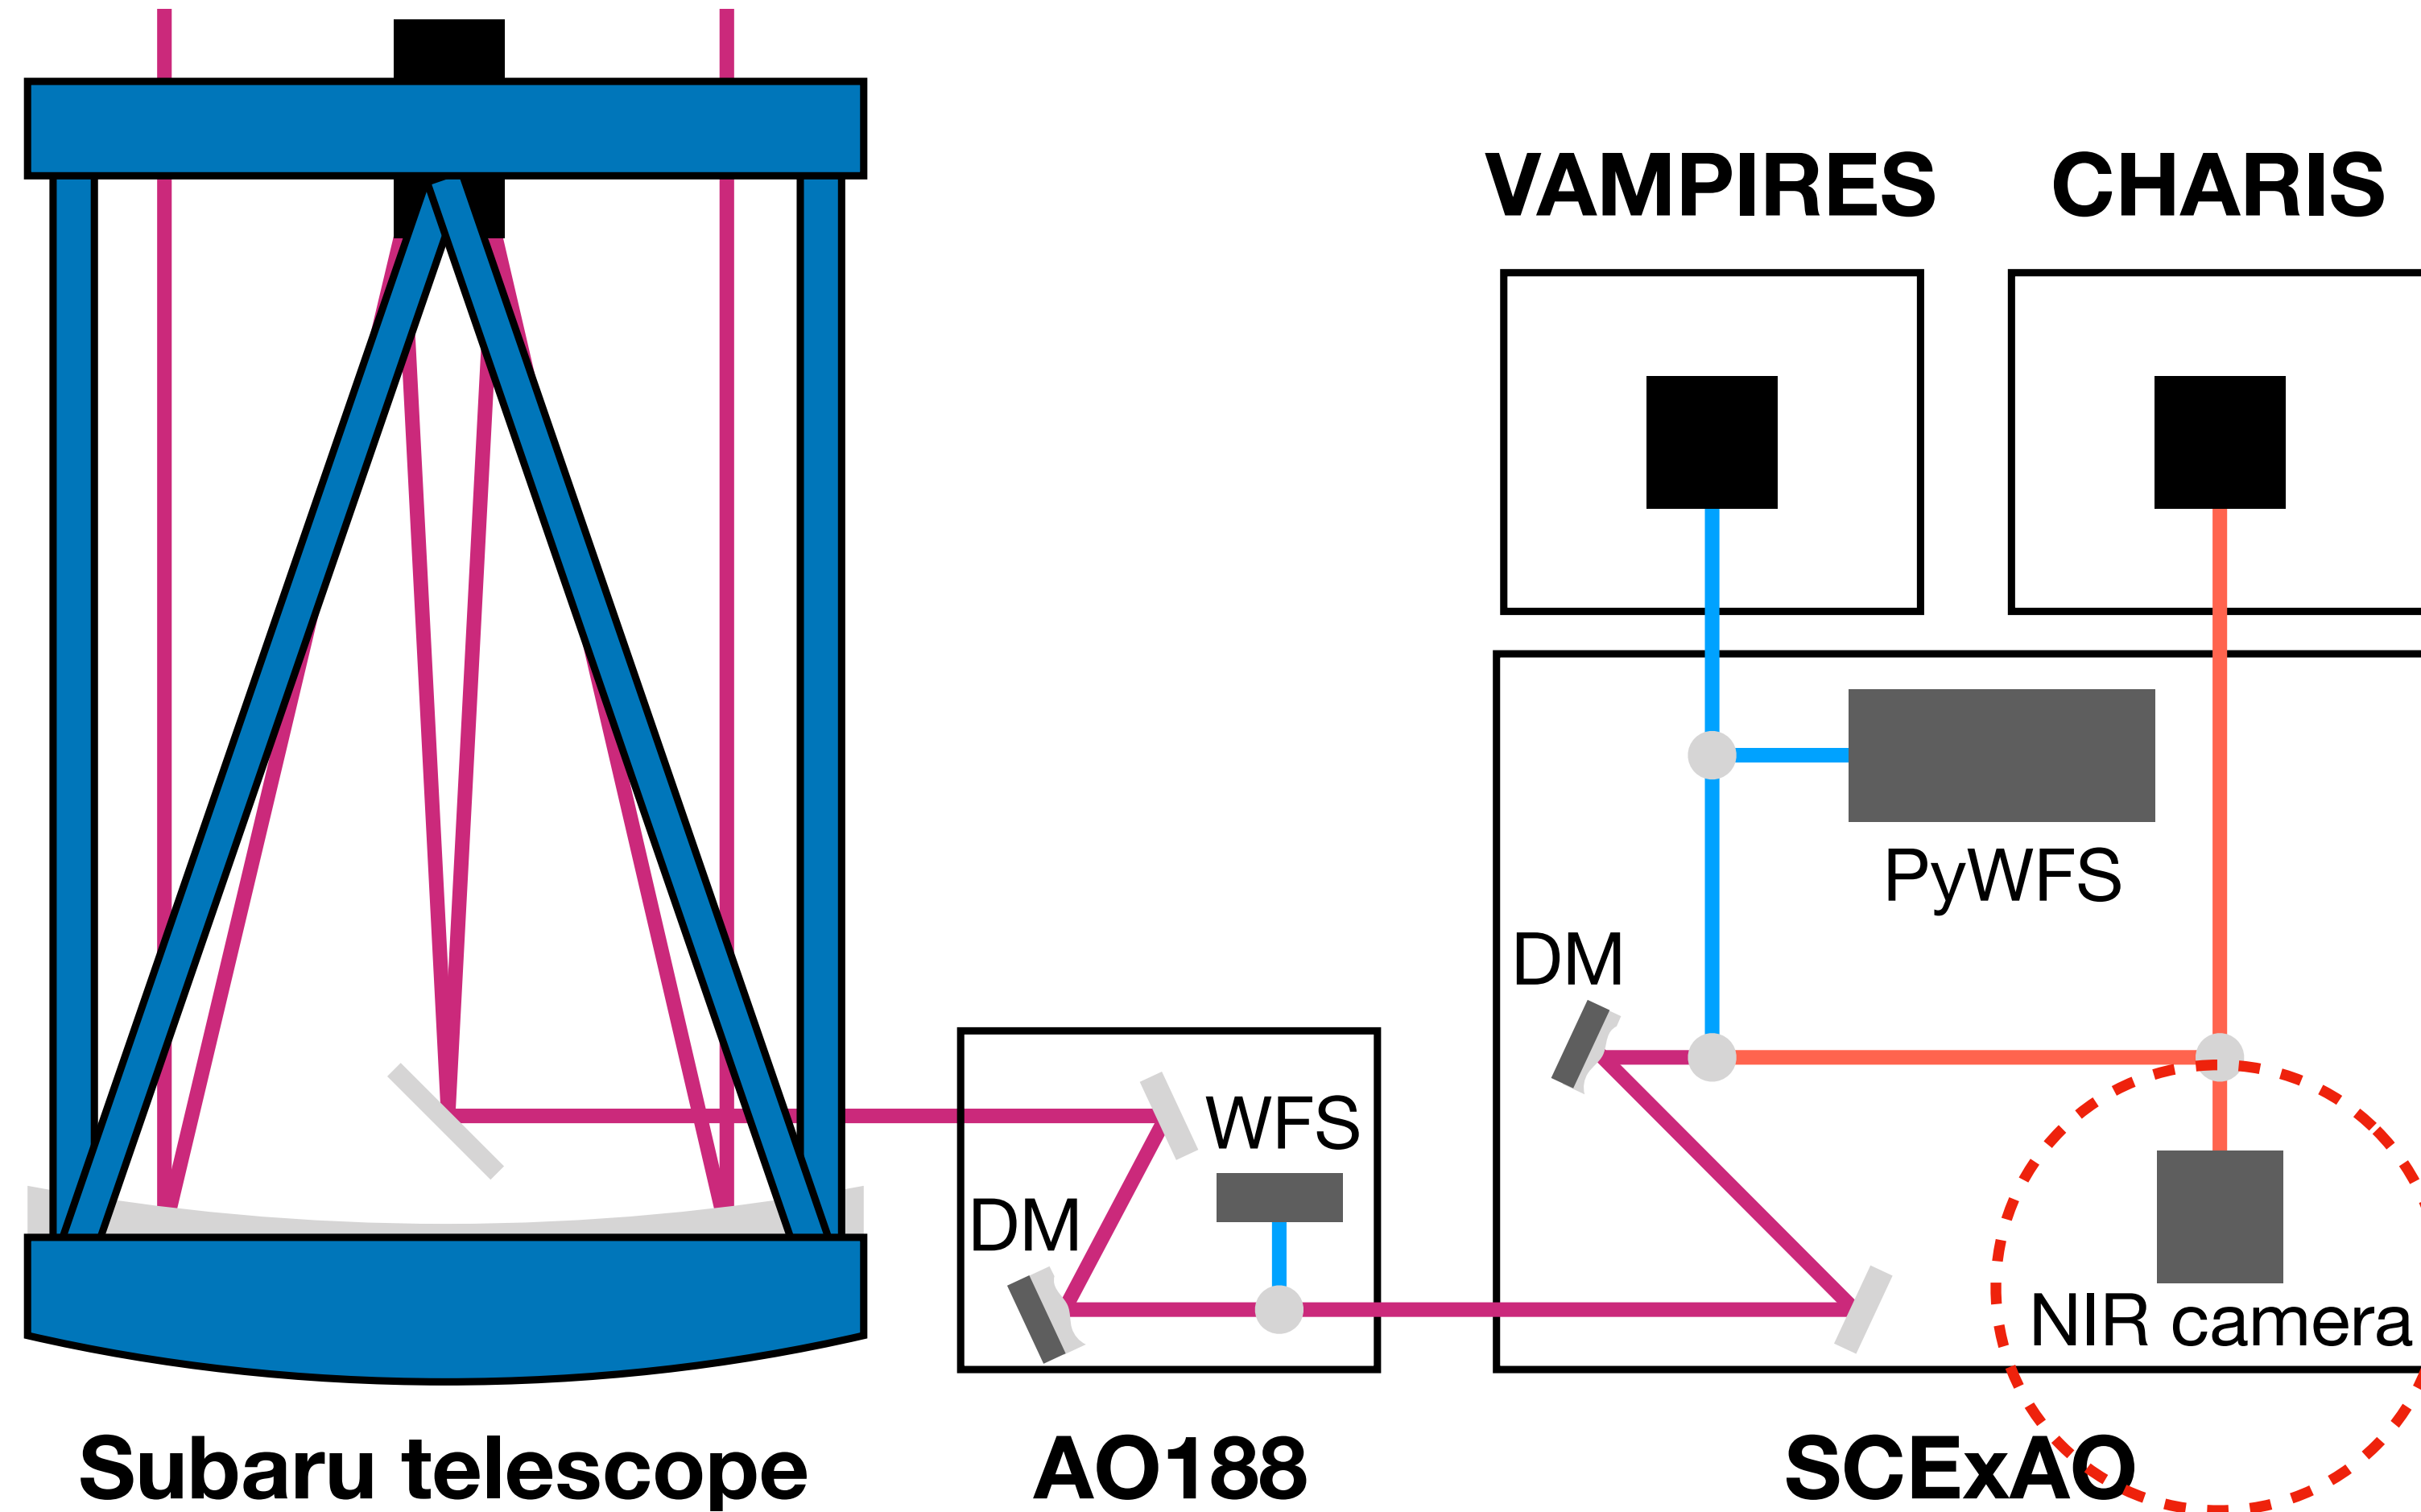 VAMPIRES
CHARIS
PyWFS
DM
WFS
DM
NIR camera
Subaru telescope
AO188
SCExAO